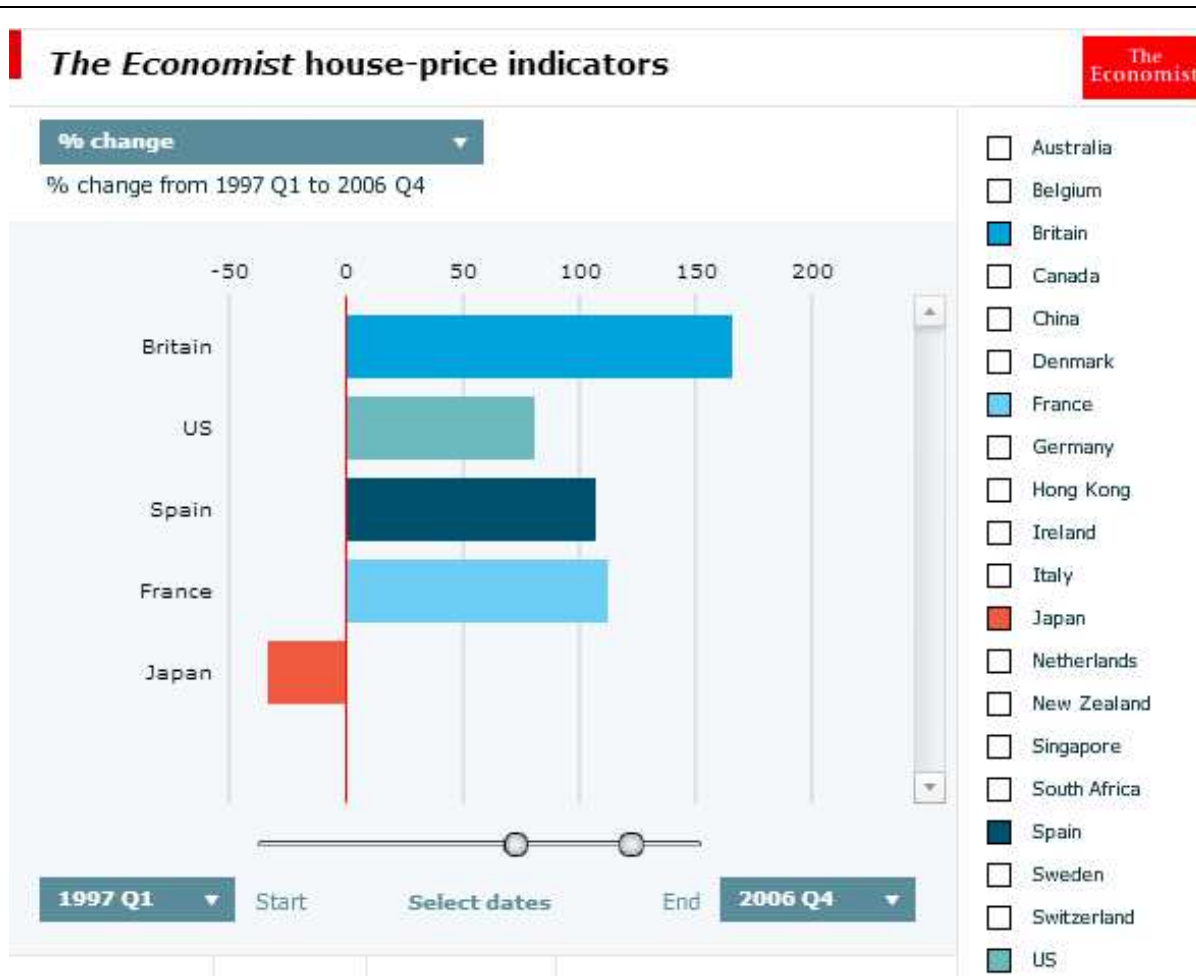 The Economist house-price indicators
The
Economist
% change
% change from 1997 Q1 to 2006 Q4
-50 0 50 100 150 200
Britain
US
Spain
France
Japan
1997 Q1 Start Select dates End 2006 Q4
Australia
Belgium
Britain
Canada
China
Denmark
France
Germany
Hong Kong
Ireland
Italy
Japan
Netherlands
New Zealand
Singapore
South Africa
Spain
Sweden
Switzerland
US